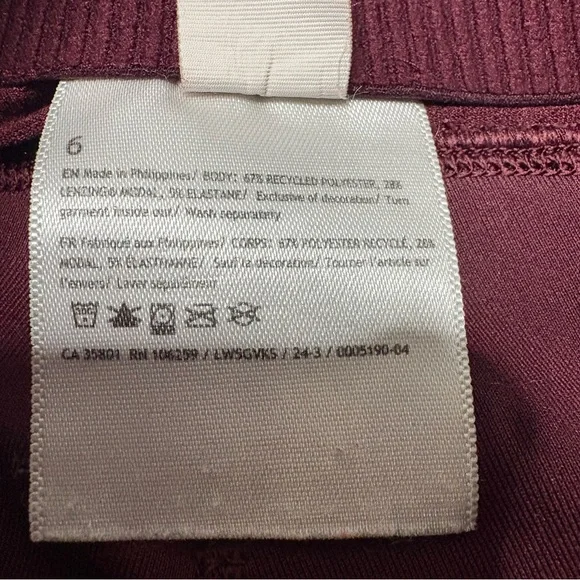 6
EN Made in Philippines/ BODY: 67% RECYCLED POLYESTER, 28%
LENZING® MODAL, 5% ELASTANE/ Exclusive of decoration/ Turn
garment inside out/ Wash separately
FR Fabriqué aux Philippines/ CORPS: 67% POLYESTER RECYCLÉ, 28%
MODAL, 5% ÉLASTHANNE/ Sauf la décoration/ Tourner l'article sur
l'envers/ Laver séparément
CA 35801 RN 106259 / LW5GVKS / 24-3 / 0005190-04